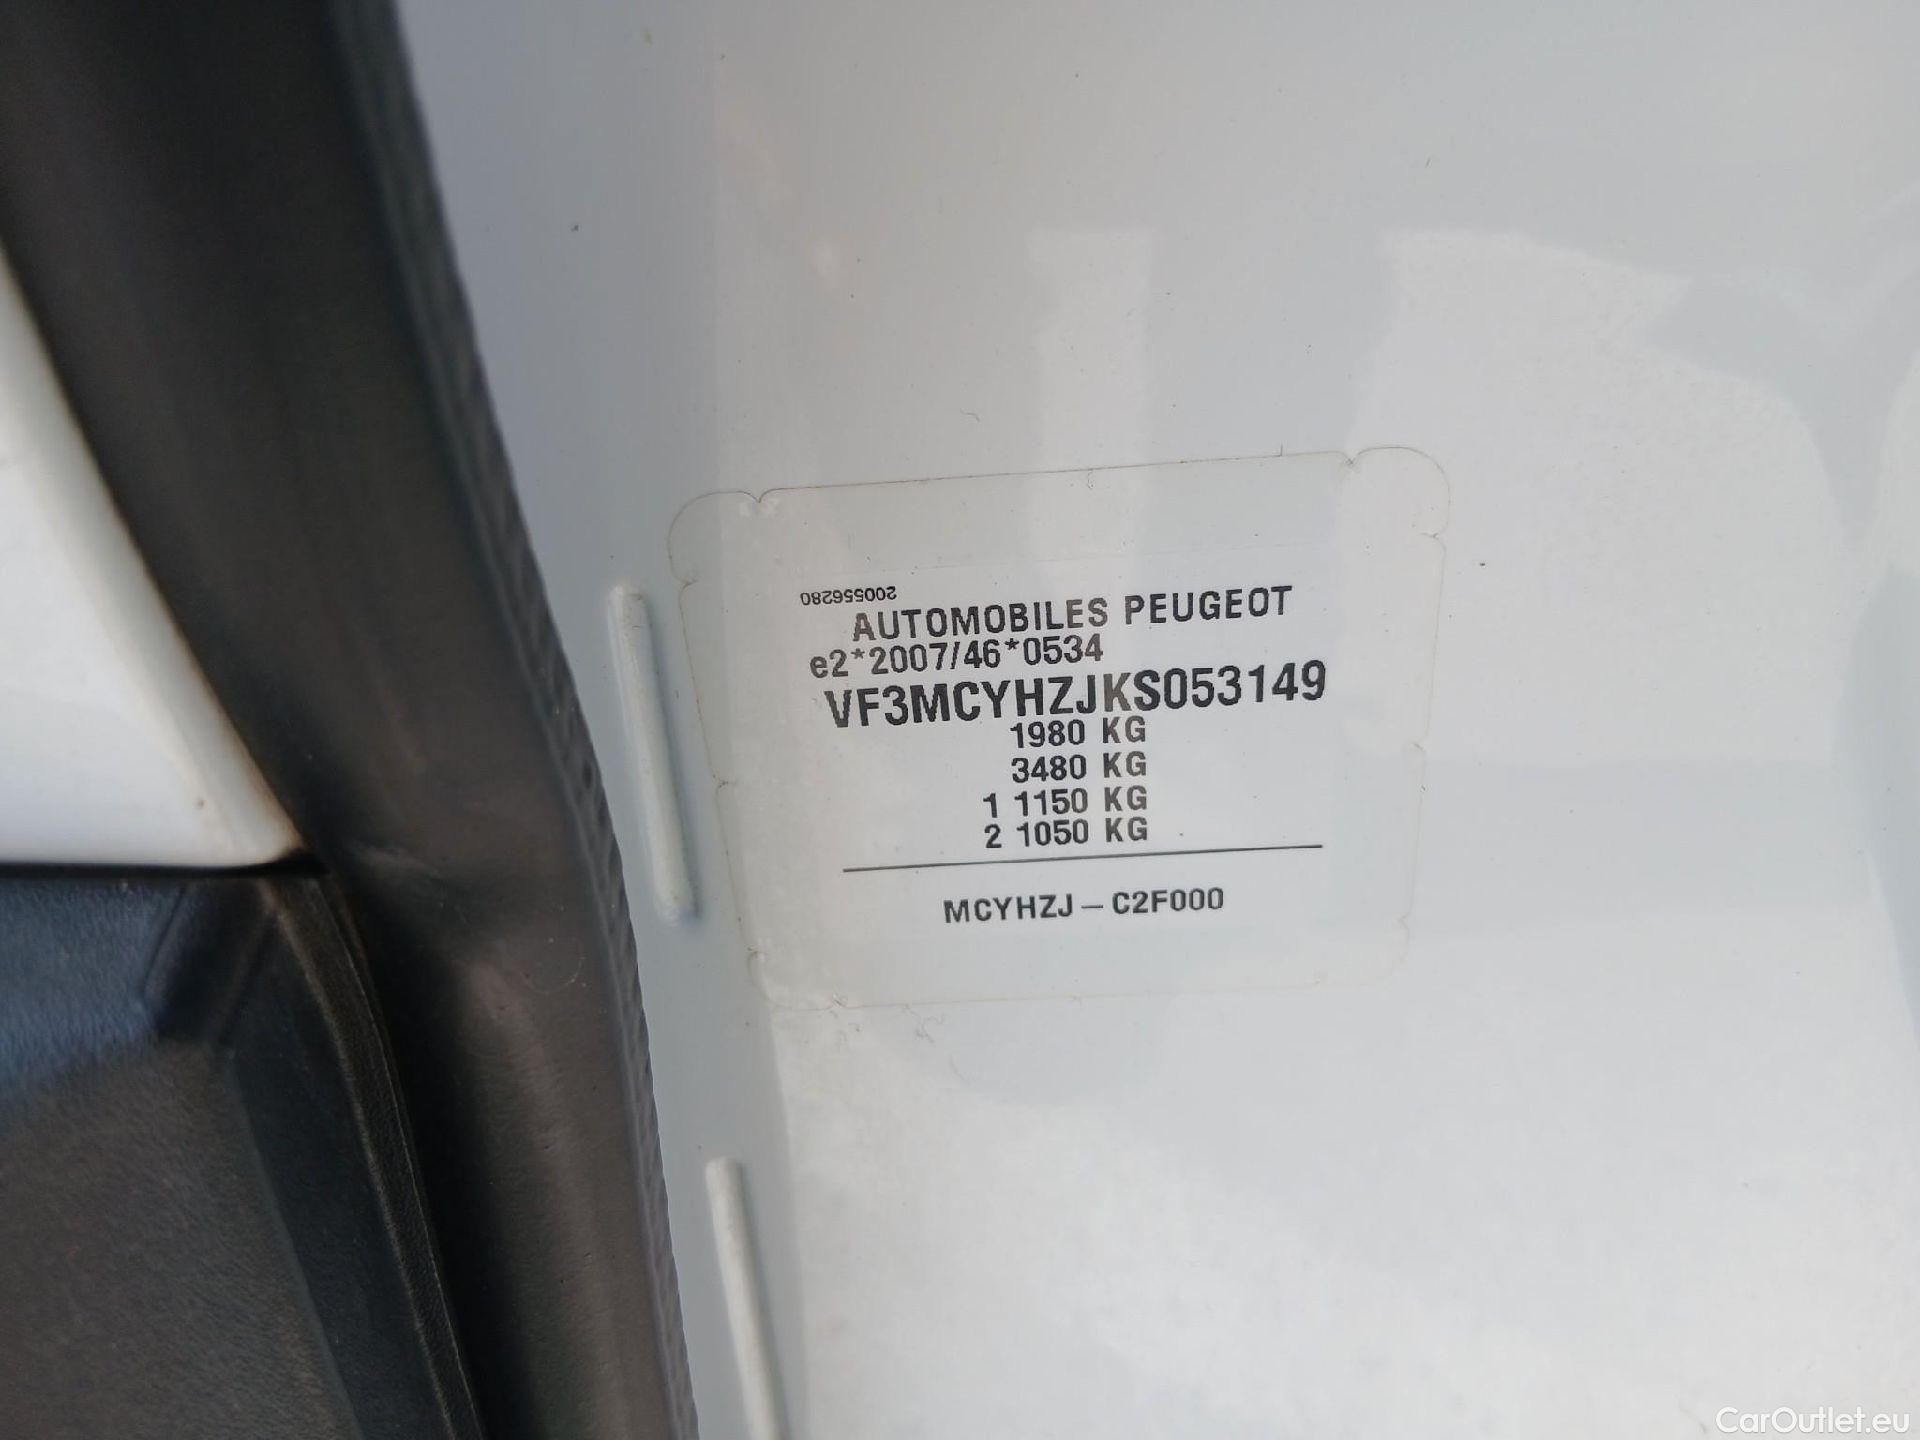 200556280
AUTOMOBILES PEUGEOT
e2*2007/46*0534
VF3MCYHZJKS053149
1980 KG
3480 KG
1 1150 KG
2 1050 KG
MCYHZJ – C2F000
CarOutlet.eu